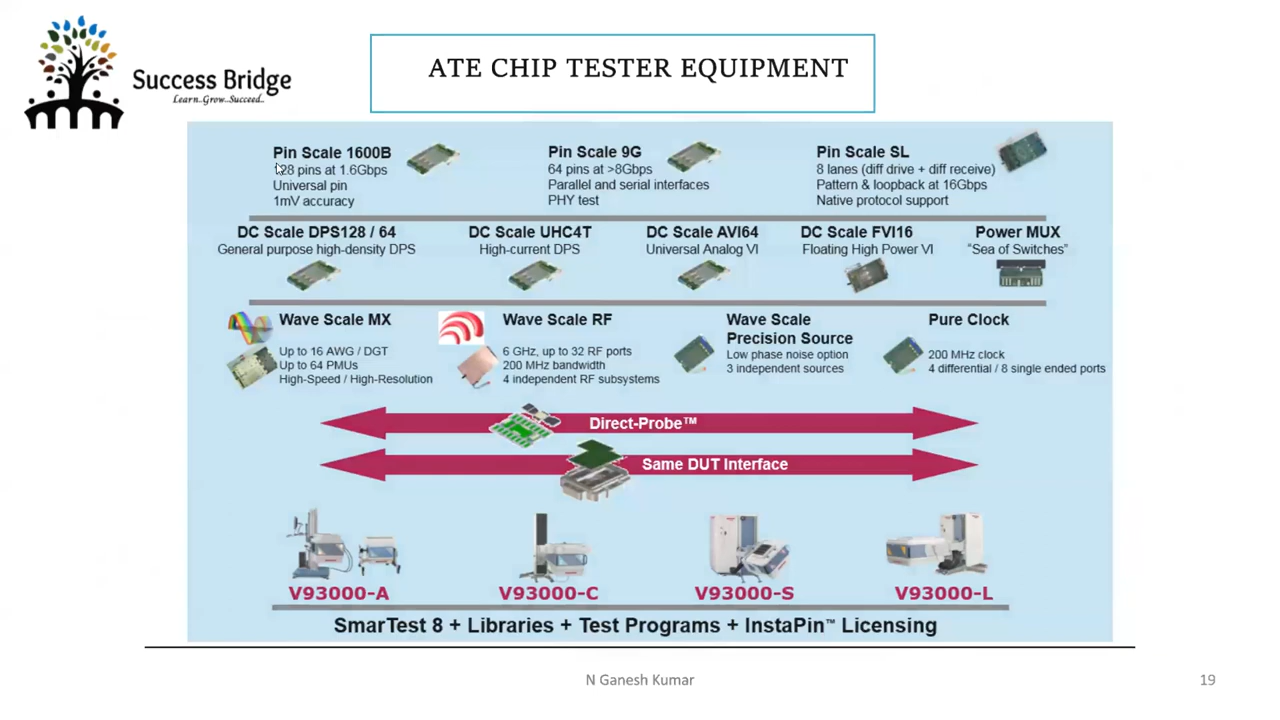 Success Bridge
Learn..Grow..Succeed..
ATE CHIP TESTER EQUIPMENT
Pin Scale 1600B
28 pins at 1.6Gbps
Universal pin
1mV accuracy
Pin Scale 9G
64 pins at >8Gbps
Parallel and serial interfaces
PHY test
Pin Scale SL
8 lanes (diff drive + diff receive)
Pattern & loopback at 16Gbps
Native protocol support
DC Scale DPS128 / 64
General purpose high-density DPS
DC Scale UHC4T
High-current DPS
DC Scale AVI64
Universal Analog VI
DC Scale FVI16
Floating High Power VI
Power MUX
“Sea of Switches”
Wave Scale MX
Up to 16 AWG / DGT
Up to 64 PMUs
High-Speed / High-Resolution
Wave Scale RF
6 GHz, up to 32 RF ports
200 MHz bandwidth
4 independent RF subsystems
Wave Scale
Precision Source
Low phase noise option
3 independent sources
Pure Clock
200 MHz clock
4 differential / 8 single ended ports
Direct-Probe™
Same DUT Interface
V93000-A
V93000-C
V93000-S
V93000-L
SmarTest 8 + Libraries + Test Programs + InstaPin™ Licensing
N Ganesh Kumar
19